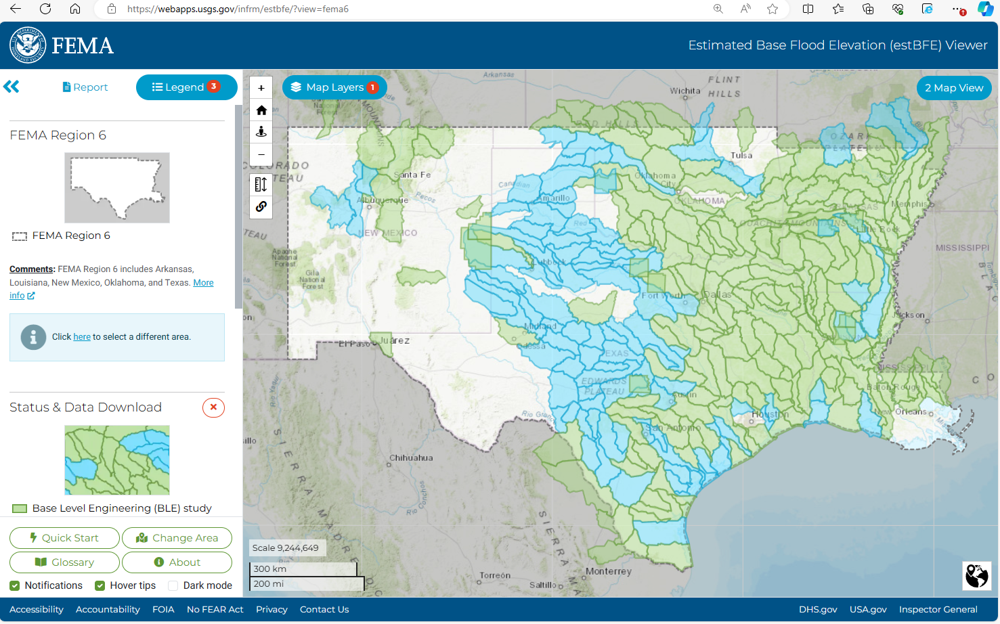 https://webapps.usgs.gov/infrm/estbfe/?view=fema6
FEMA
Estimated Base Flood Elevation (estBFE) Viewer
Report
Legend 3
Map Layers 1
2 Map View
FEMA Region 6
FEMA Region 6
Comments: FEMA Region 6 includes Arkansas,
Louisiana, New Mexico, Oklahoma, and Texas. More
info
Click here to select a different area.
Status & Data Download
Base Level Engineering (BLE) study
Quick Start
Change Area
Glossary
About
Notifications
Hover tips
Dark mode
+
−
Arkansas
Wichita
FLINT
HILLS
RED HILLS
OZARK
PLATEAU
Tulsa
COLORADO
PLATEAU
MOUNTAINS
Santa Fe
Albuquerque
Pecos
Canadian
Amarillo
Oklahoma
City
OKLAHOMA
ARKANSAS
Memphis
OUACHITA MOUNTAINS
Little Rock
Red
NEW MEXICO
MISSISSIPPI
Apache
National
Forest
Gila
National
Forest
Lubbock
Fort Worth
Dallas
Jackson
Midland
Odessa
El Paso
Juárez
TEXAS
EDWARDS
PLATEAU
Austin
Baton Rouge
New Orleans
Houston
San Antonio
Rio Grande
Chihuahua
Rio
Conchos
SIERRA MADRE
SIERRA MA
Monterrey
Torreón
Saltillo
Scale 9,244,649
300 km
200 mi
Accessibility
Accountability
FOIA
No FEAR Act
Privacy
Contact Us
DHS.gov
USA.gov
Inspector General